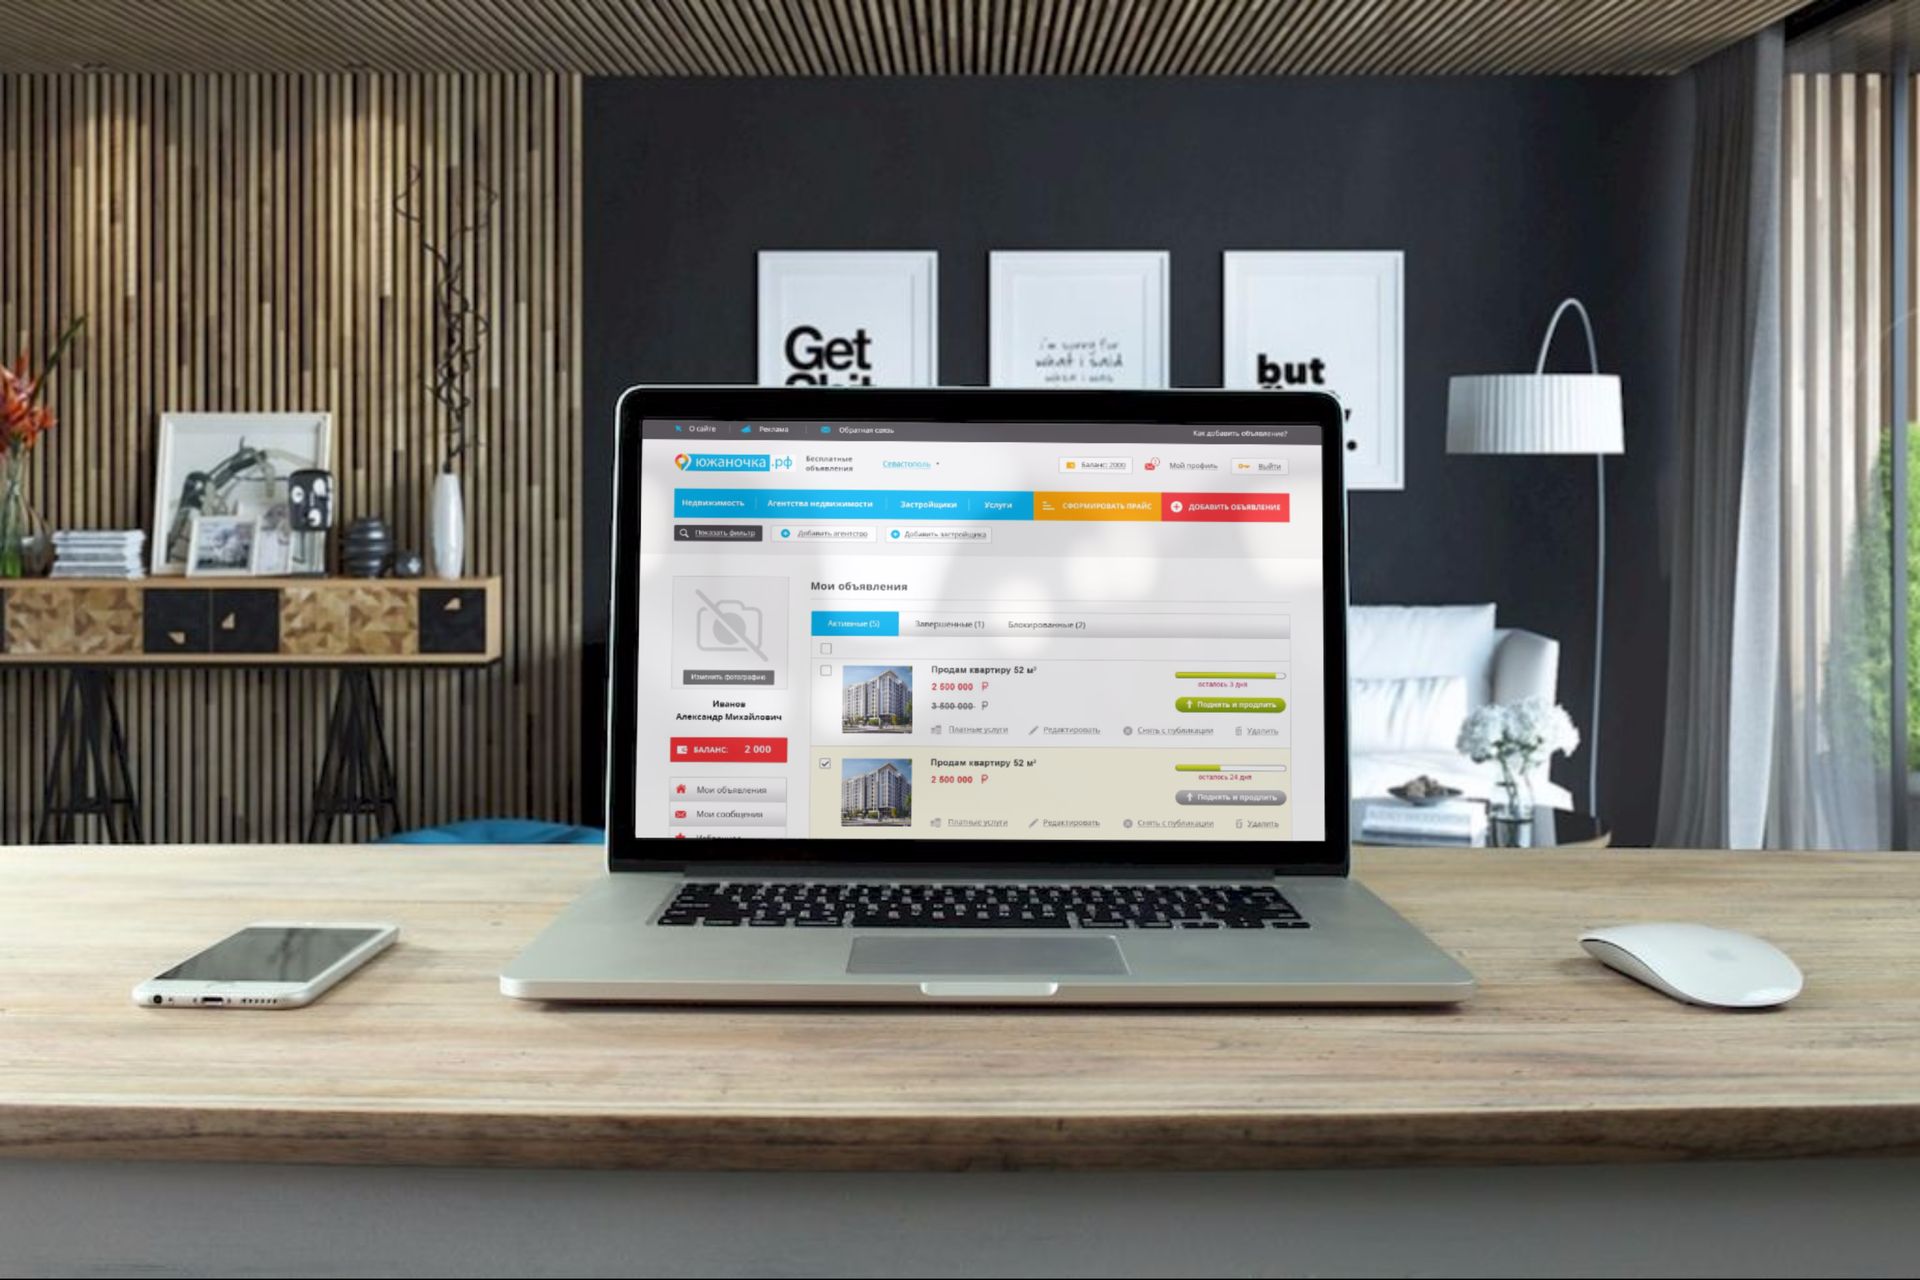 Get
i'm sorry for
what i said
when i was
but
О сайте
Реклама
Обратная связь
Как добавить объявление?
южаночка.рф
Бесплатные
объявления
Севастополь
Баланс: 2000
Мой профиль
Выйти
Недвижимость
Агентства недвижимости
Застройщики
Услуги
СФОРМИРОВАТЬ ПРАЙС
ДОБАВИТЬ ОБЪЯВЛЕНИЕ
Показать фильтр
Добавить агентство
Добавить застройщика
Мои объявления
Активные (5)
Завершенные (1)
Блокированные (2)
Изменить фотографию
Иванов
Александр Михайлович
БАЛАНС: 2 000
Мои объявления
Мои сообщения
Продам квартиру 52 м²
2 500 000 ₽
3 500 000 ₽
осталось 3 дня
Поднять и продлить
Платные услуги
Редактировать
Снять с публикации
Удалить
Продам квартиру 52 м²
2 500 000 ₽
осталось 24 дня
Поднять и продлить
Платные услуги
Редактировать
Снять с публикации
Удалить